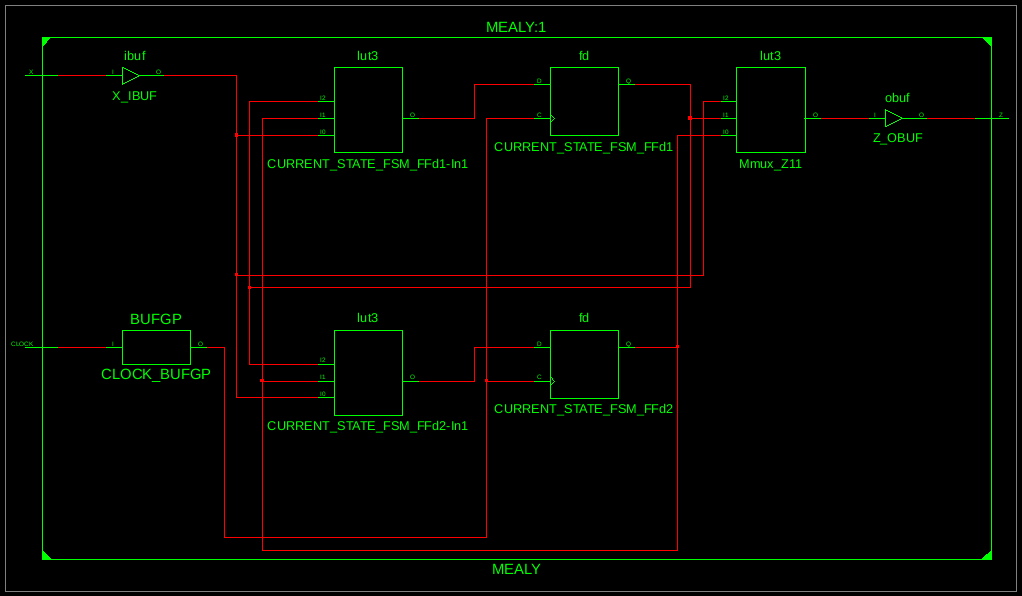 MEALY:1
ibuf
lut3
fd
lut3
X
I
O
X_IBUF
I2
I1
I0
O
CURRENT_STATE_FSM_FFd1-In1
D
C
Q
CURRENT_STATE_FSM_FFd1
I2
I1
I0
O
Mmux_Z11
obuf
I
O
Z_OBUF
Z
BUFGP
lut3
fd
CLOCK
I
O
CLOCK_BUFGP
I2
I1
I0
O
CURRENT_STATE_FSM_FFd2-In1
D
C
Q
CURRENT_STATE_FSM_FFd2
MEALY